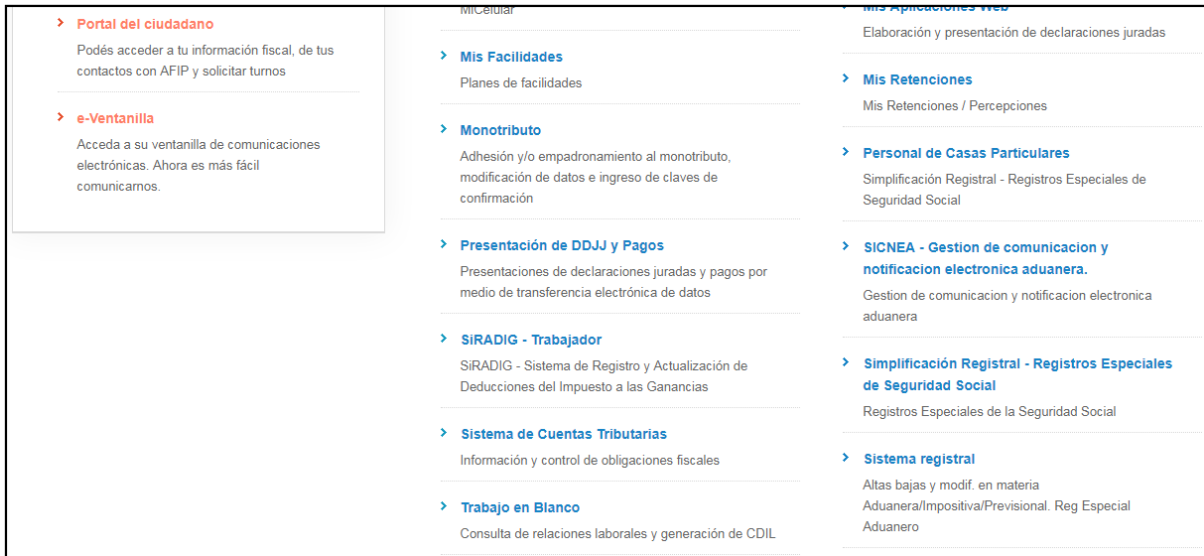 Portal del ciudadano
Podés acceder a tu información fiscal, de tus
contactos con AFIP y solicitar turnos
e-Ventanilla
Acceda a su ventanilla de comunicaciones
electrónicas. Ahora es más fácil
comunicarnos.
MiCelular
Mis Facilidades
Planes de facilidades
Monotributo
Adhesión y/o empadronamiento al monotributo,
modificación de datos e ingreso de claves de
confirmación
Presentación de DDJJ y Pagos
Presentaciones de declaraciones juradas y pagos por
medio de transferencia electrónica de datos
SiRADIG - Trabajador
SiRADIG - Sistema de Registro y Actualización de
Deducciones del Impuesto a las Ganancias
Sistema de Cuentas Tributarias
Información y control de obligaciones fiscales
Trabajo en Blanco
Consulta de relaciones laborales y generación de CDIL
Mis Aplicaciones Web
Elaboración y presentación de declaraciones juradas
Mis Retenciones
Mis Retenciones / Percepciones
Personal de Casas Particulares
Simplificación Registral - Registros Especiales de
Seguridad Social
SICNEA - Gestion de comunicacion y
notificacion electronica aduanera.
Gestion de comunicacion y notificacion electronica
aduanera
Simplificación Registral - Registros Especiales
de Seguridad Social
Registros Especiales de la Seguridad Social
Sistema registral
Altas bajas y modif. en materia
Aduanera/Impositiva/Previsional. Reg Especial
Aduanero